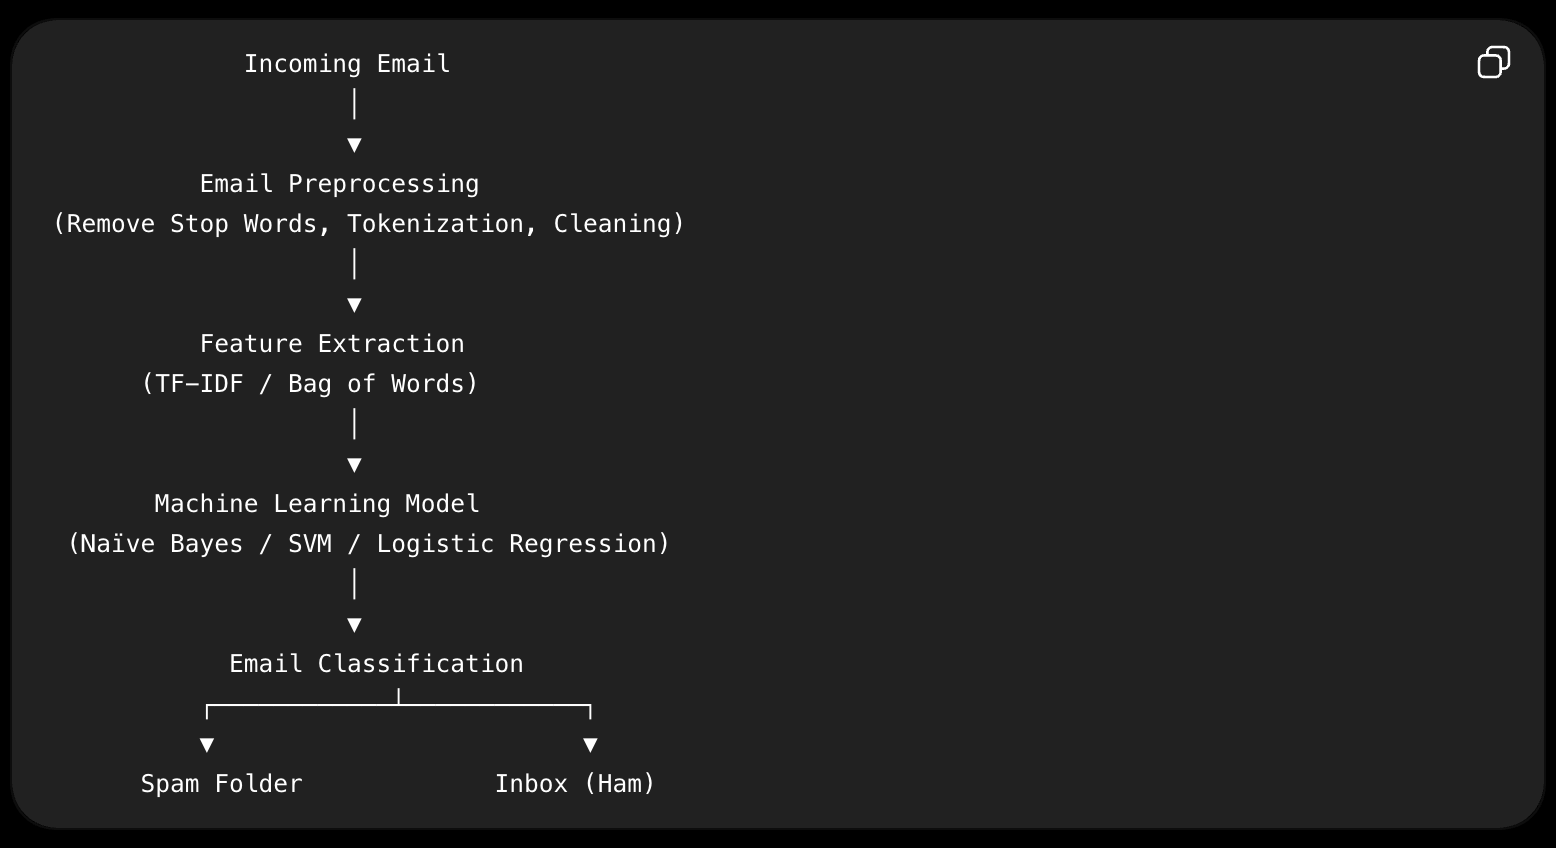 Incoming Email
Email Preprocessing
(Remove Stop Words, Tokenization, Cleaning)
Feature Extraction
(TF–IDF / Bag of Words)
Machine Learning Model
(Naïve Bayes / SVM / Logistic Regression)
Email Classification
Spam Folder Inbox (Ham)